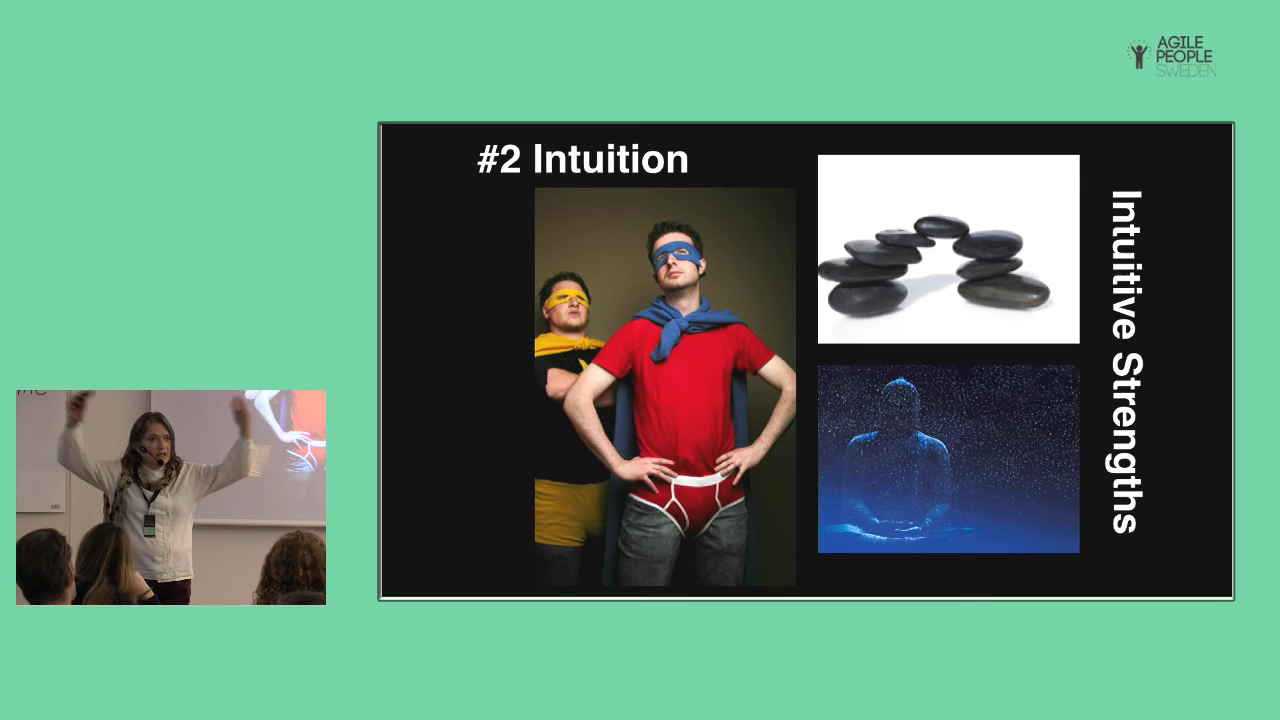 AGILE
PEOPLE
SWEDEN
#2 Intuition
Intuitive Strengths